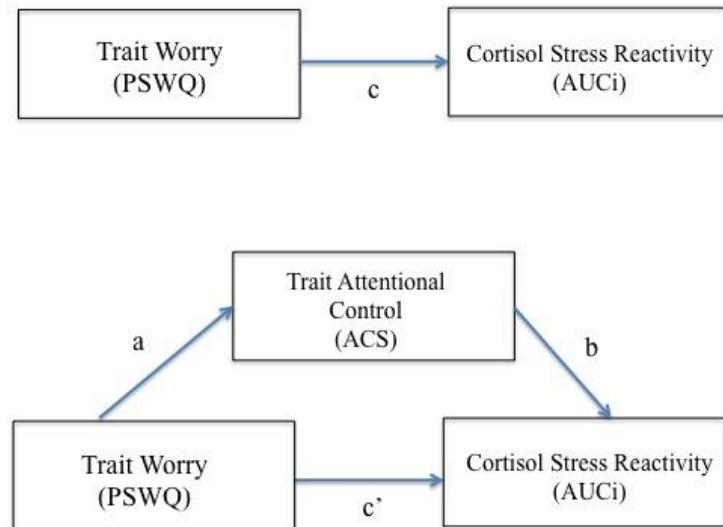 Trait Worry
(PSWQ)
Cortisol Stress Reactivity
(AUCi)
c
Trait Attentional
Control
(ACS)
a
b
Trait Worry
(PSWQ)
Cortisol Stress Reactivity
(AUCi)
c’